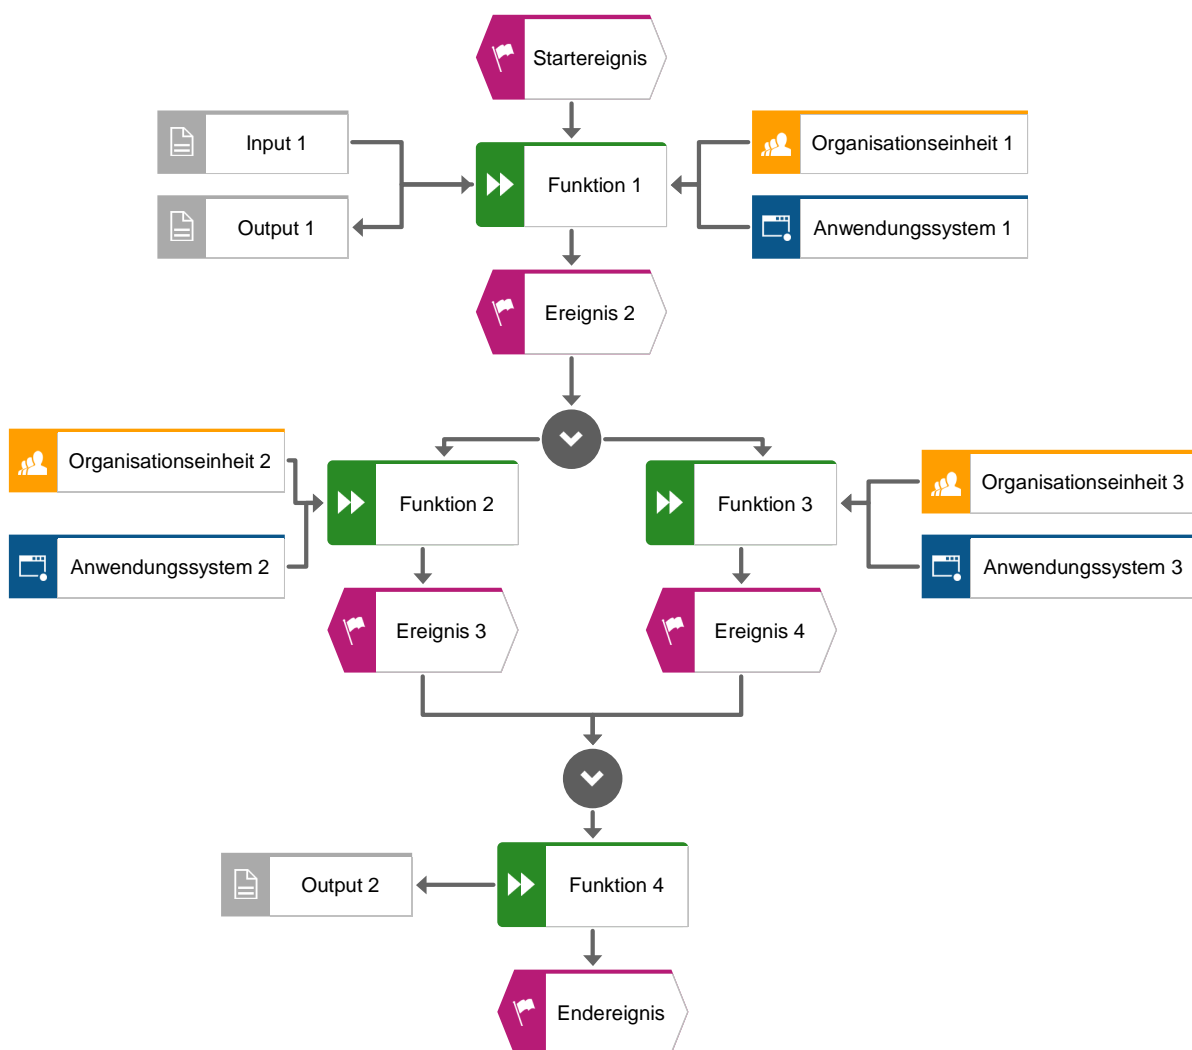 Startereignis
Input 1
Organisationseinheit 1
Funktion 1
Output 1
Anwendungssystem 1
Ereignis 2
Organisationseinheit 2
Organisationseinheit 3
Funktion 2
Funktion 3
Anwendungssystem 2
Anwendungssystem 3
Ereignis 3
Ereignis 4
Output 2
Funktion 4
Endereignis